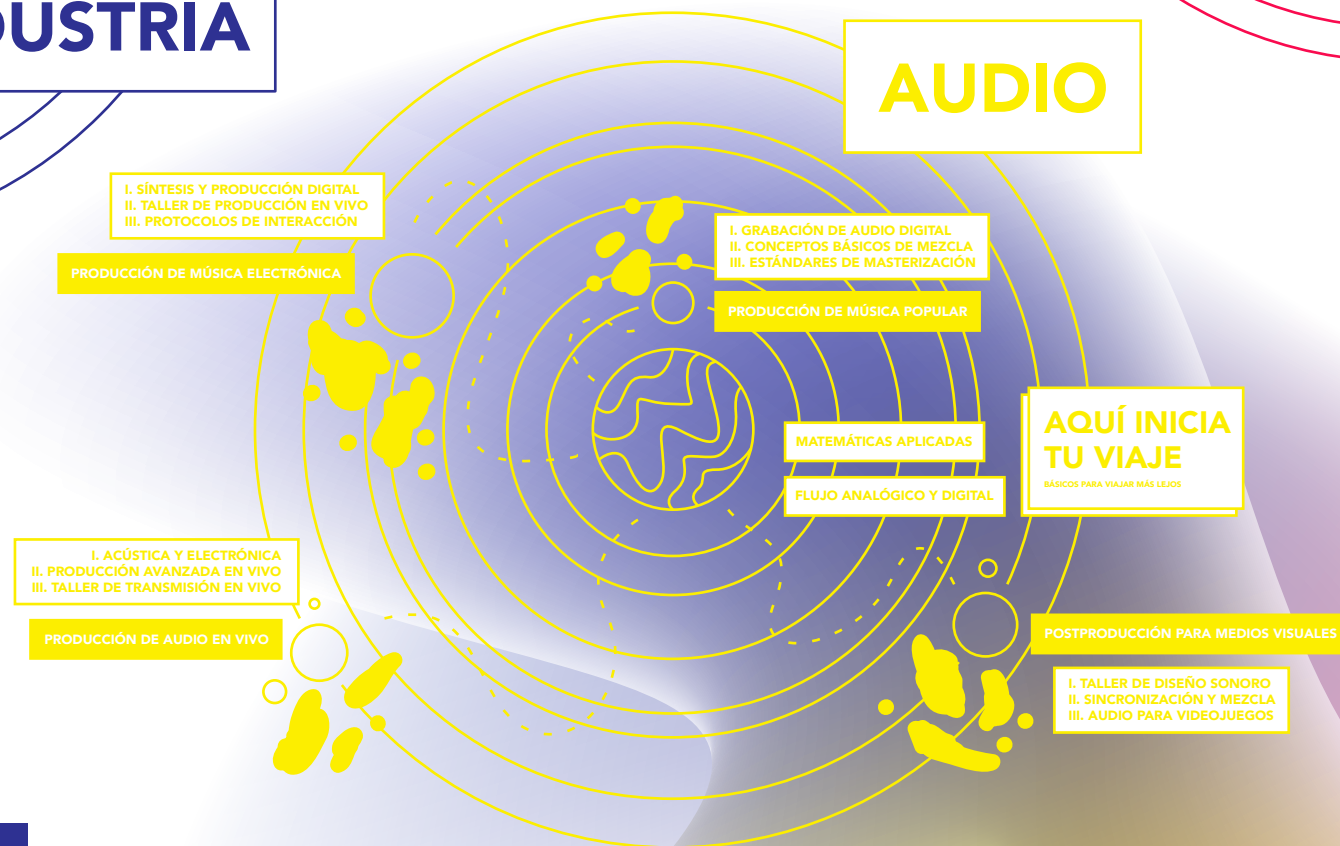 DUSTRIA
AUDIO
I. SÍNTESIS Y PRODUCCIÓN DIGITAL
II. TALLER DE PRODUCCIÓN EN VIVO
III. PROTOCOLOS DE INTERACCIÓN
PRODUCCIÓN DE MÚSICA ELECTRÓNICA
I. GRABACIÓN DE AUDIO DIGITAL
II. CONCEPTOS BÁSICOS DE MEZCLA
III. ESTÁNDARES DE MASTERIZACIÓN
PRODUCCIÓN DE MÚSICA POPULAR
MATEMÁTICAS APLICADAS
FLUJO ANALÓGICO Y DIGITAL
AQUÍ INICIA
TU VIAJE
BÁSICOS PARA VIAJAR MÁS LEJOS
I. ACÚSTICA Y ELECTRÓNICA
II. PRODUCCIÓN AVANZADA EN VIVO
III. TALLER DE TRANSMISIÓN EN VIVO
PRODUCCIÓN DE AUDIO EN VIVO
POSTPRODUCCIÓN PARA MEDIOS VISUALES
I. TALLER DE DISEÑO SONORO
II. SINCRONIZACIÓN Y MEZCLA
III. AUDIO PARA VIDEOJUEGOS